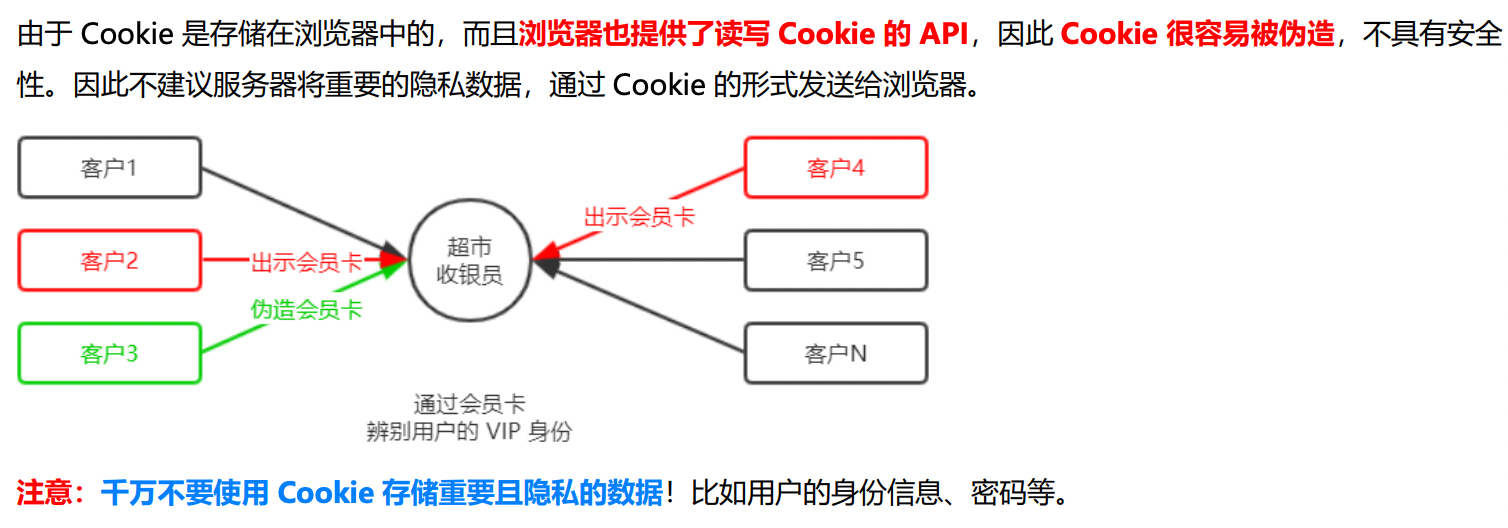 由于 Cookie 是存储在浏览器中的，而且浏览器也提供了读写 Cookie 的 API，因此 Cookie 很容易被伪造，不具有安全
性。因此不建议服务器将重要的隐私数据，通过 Cookie 的形式发送给浏览器。
客户1
客户4
出示会员卡
超市
收银员
客户2
出示会员卡
客户5
伪造会员卡
客户3
客户N
通过会员卡
辨别用户的 VIP 身份
注意：千万不要使用 Cookie 存储重要且隐私的数据！比如用户的身份信息、密码等。